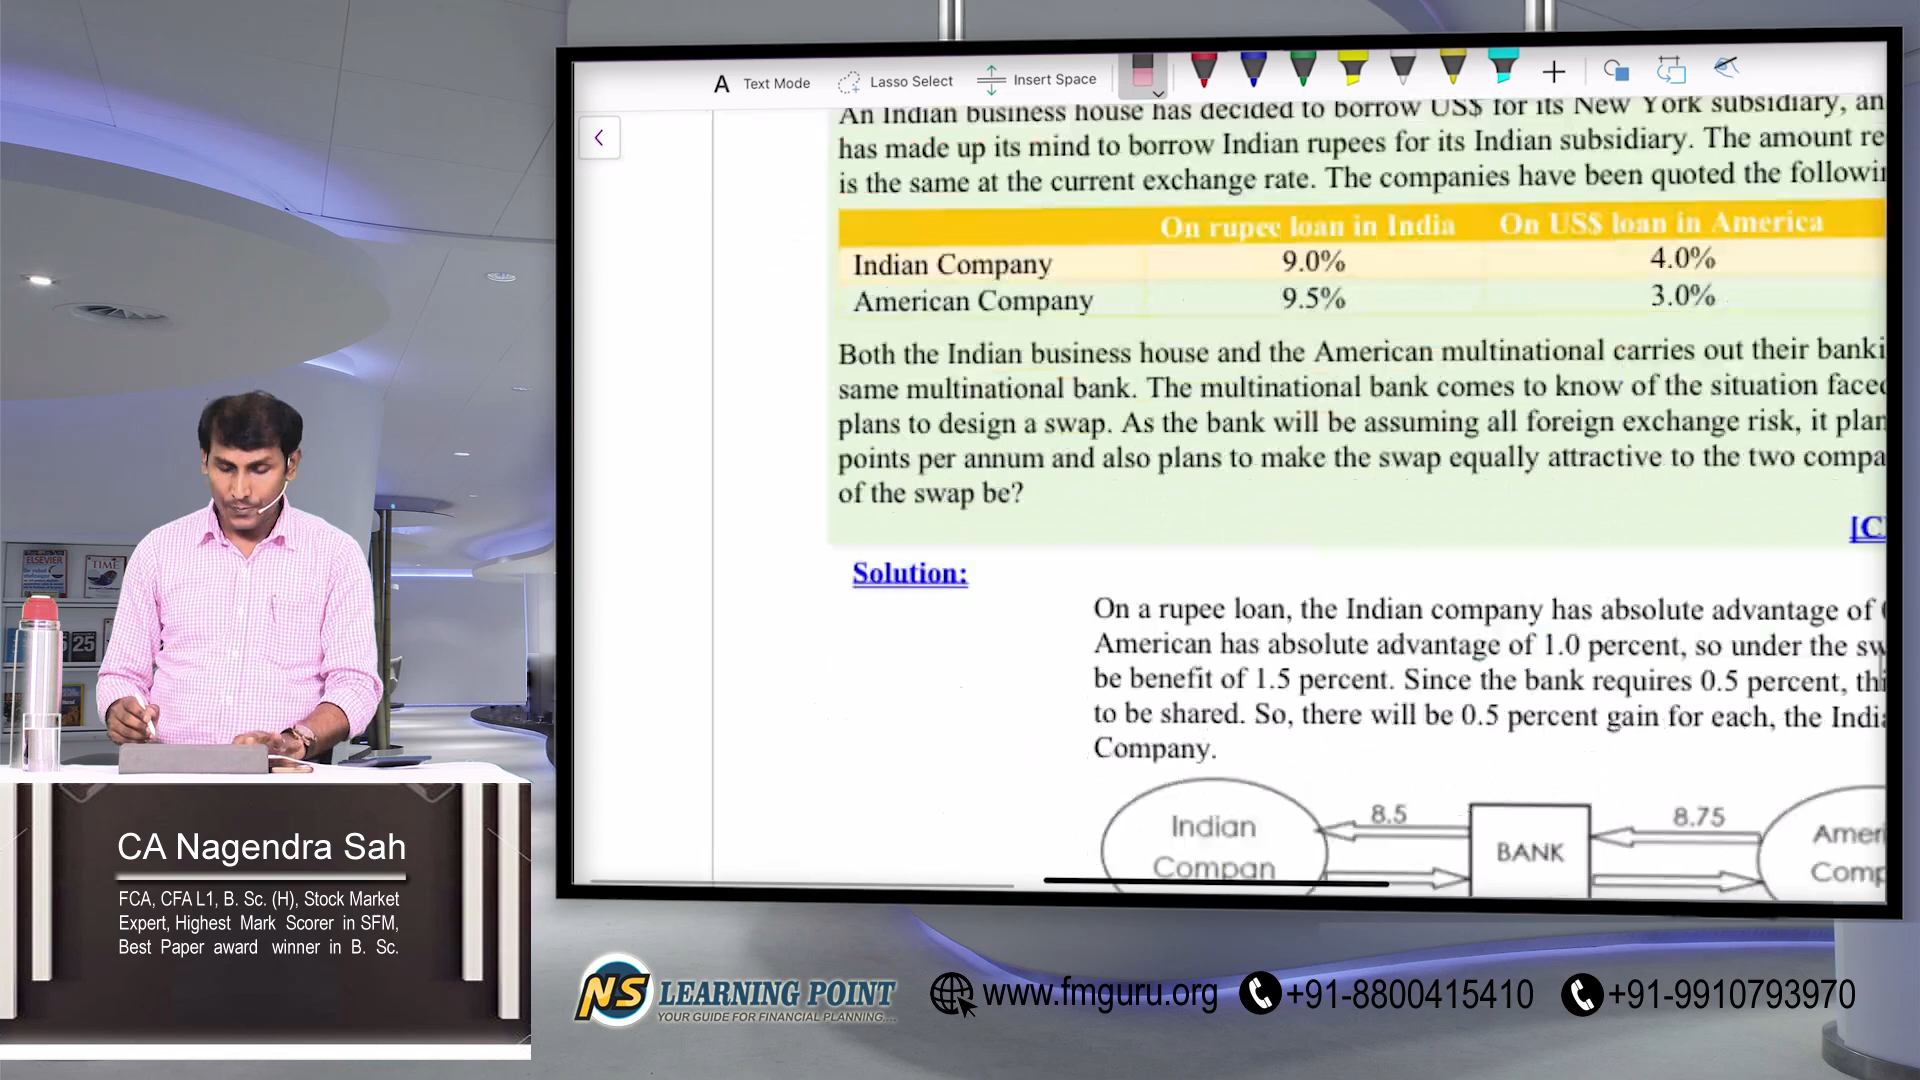 A Text Mode
Lasso Select
Insert Space
An Indian business house has decided to borrow US$ for its New York subsidiary, an
has made up its mind to borrow Indian rupees for its Indian subsidiary. The amount re
is the same at the current exchange rate. The companies have been quoted the followin
On rupee loan in India On US$ loan in America
Indian Company 9.0% 4.0%
American Company 9.5% 3.0%
Both the Indian business house and the American multinational carries out their banki
same multinational bank. The multinational bank comes to know of the situation faced
plans to design a swap. As the bank will be assuming all foreign exchange risk, it plan
points per annum and also plans to make the swap equally attractive to the two compa
of the swap be?
[C
Solution:
On a rupee loan, the Indian company has absolute advantage of
American has absolute advantage of 1.0 percent, so under the sw
be benefit of 1.5 percent. Since the bank requires 0.5 percent, thi
to be shared. So, there will be 0.5 percent gain for each, the India
Company.
8.5 8.75
Indian
Compan
BANK
Ameri
Comp
ELSEVIER
TIME
25
CA Nagendra Sah
FCA, CFA L1, B. Sc. (H), Stock Market
Expert, Highest Mark Scorer in SFM,
Best Paper award winner in B. Sc.
NS LEARNING POINT
YOUR GUIDE FOR FINANCIAL PLANNING....
www.fmguru.org
+91-8800415410
+91-9910793970